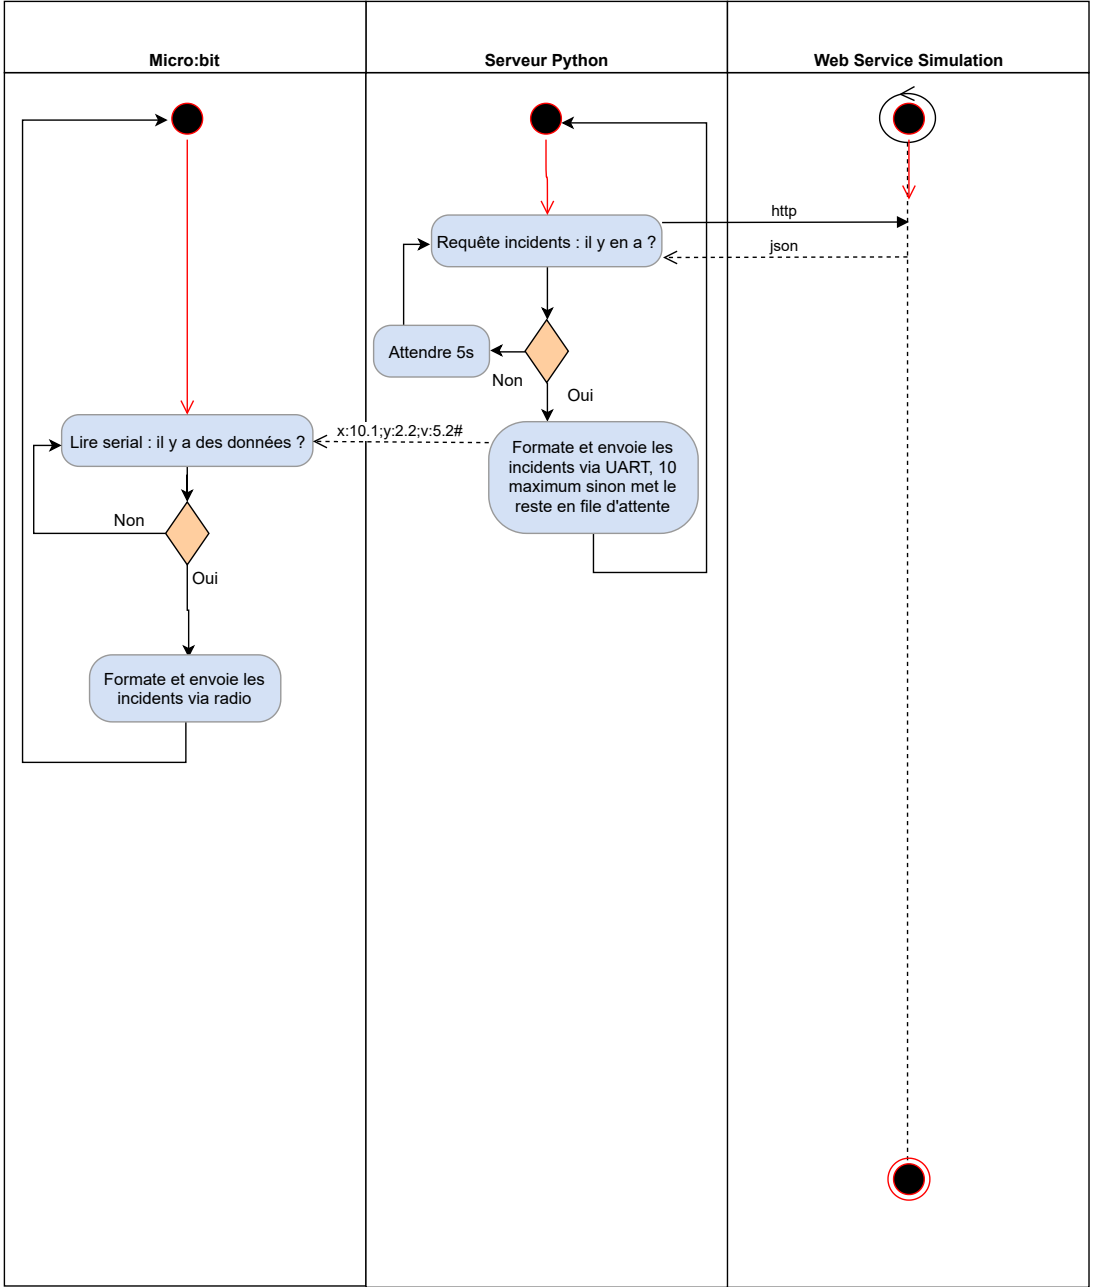 Micro:bit
Serveur Python
Web Service Simulation
http
Requête incidents : il y en a ?
json
Attendre 5s
Non
Oui
x:10.1;y:2.2;v:5.2#
Lire serial : il y a des données ?
Formate et envoie les
incidents via UART, 10
maximum sinon met le
reste en file d'attente
Non
Oui
Formate et envoie les
incidents via radio